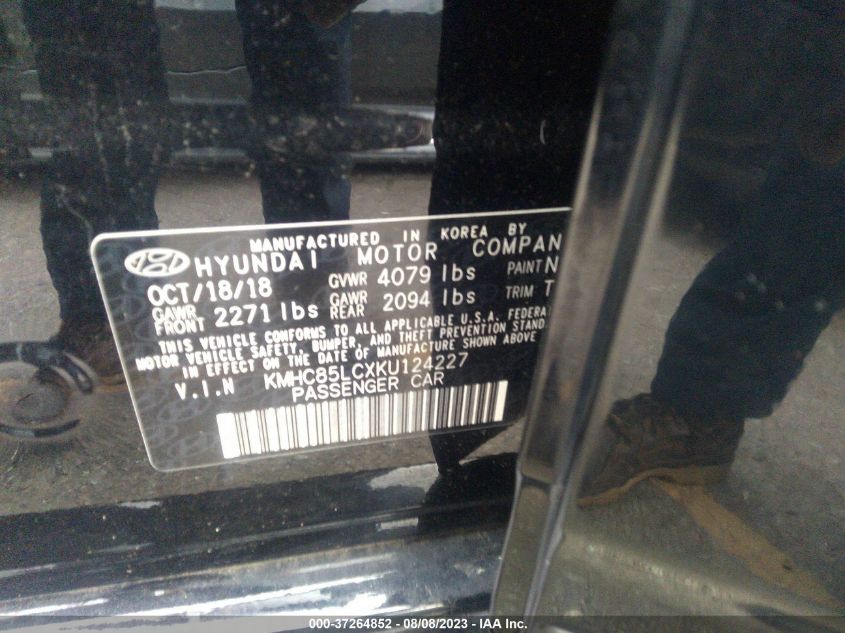 MANUFACTURED IN KOREA BY
HYUNDAI MOTOR COMPAN
OCT/18/18 GVWR 4079 lbs PAINT N
GAWR FRONT 2271 lbs GAWR REAR 2094 lbs TRIM T
THIS VEHICLE CONFORMS TO ALL APPLICABLE U.S.A. FEDERA
MOTOR VEHICLE SAFETY, BUMPER, AND THEFT PREVENTION STAND
IN EFFECT ON THE DATE OF MANUFACTURE SHOWN ABOVE
V.I.N KMHC85LCXKU124227
PASSENGER CAR
000-37264852 - 08/08/2023 - IAA Inc.